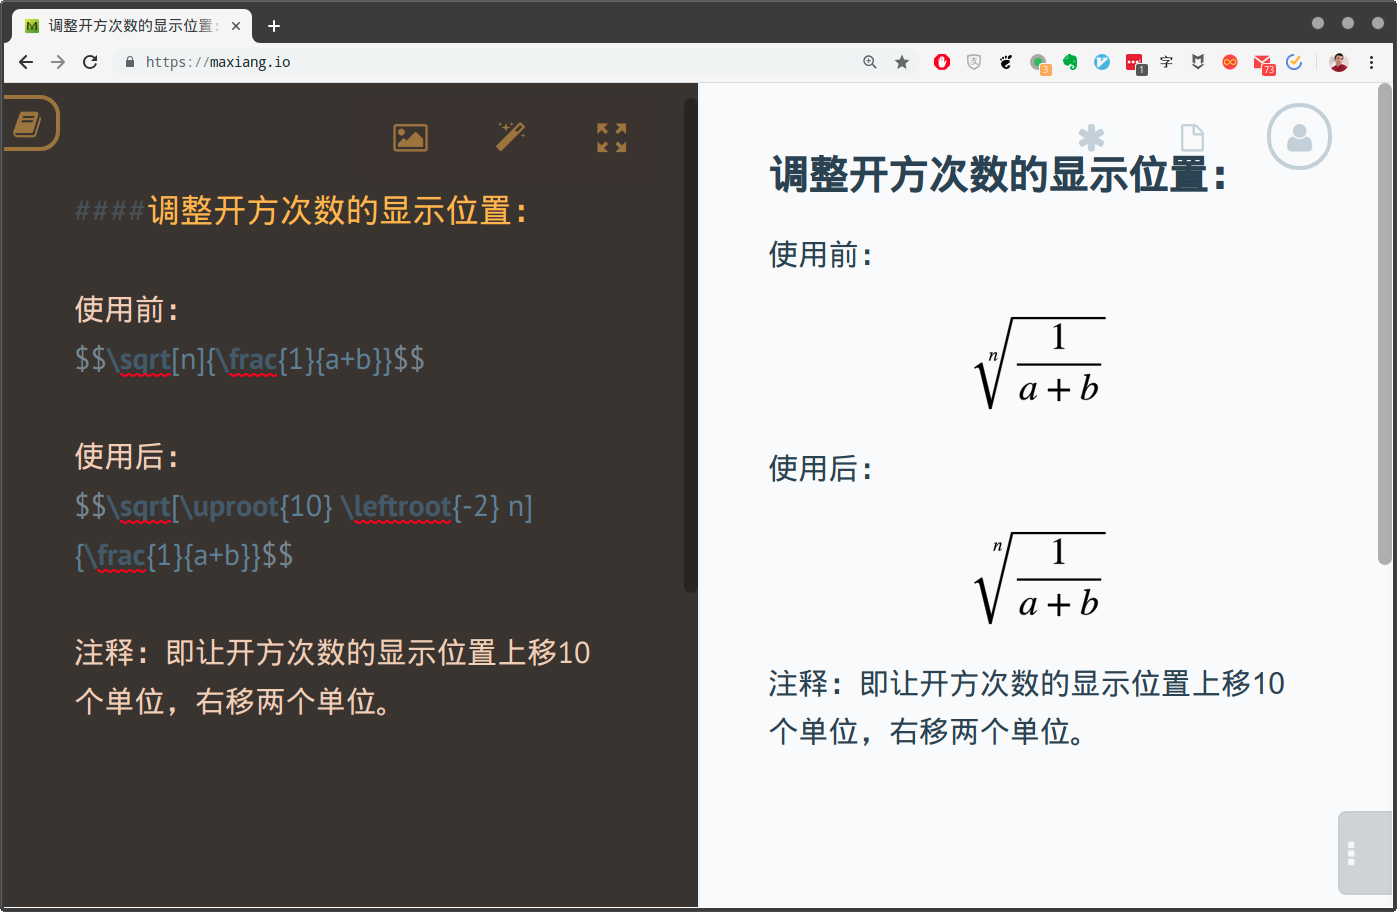 调整开方次数的显示位置:
https://maxiang.io
3
1
字
73
####调整开方次数的显示位置：
使用前：
$$\sqrt[n]{\frac{1}{a+b}}$$
使用后：
$$\sqrt[\uproot{10} \leftroot{-2} n]
{\frac{1}{a+b}}$$
注释：即让开方次数的显示位置上移10
个单位，右移两个单位。
调整开方次数的显示位置：
使用前：
n
1
a + b
使用后：
n
1
a + b
注释：即让开方次数的显示位置上移10
个单位，右移两个单位。